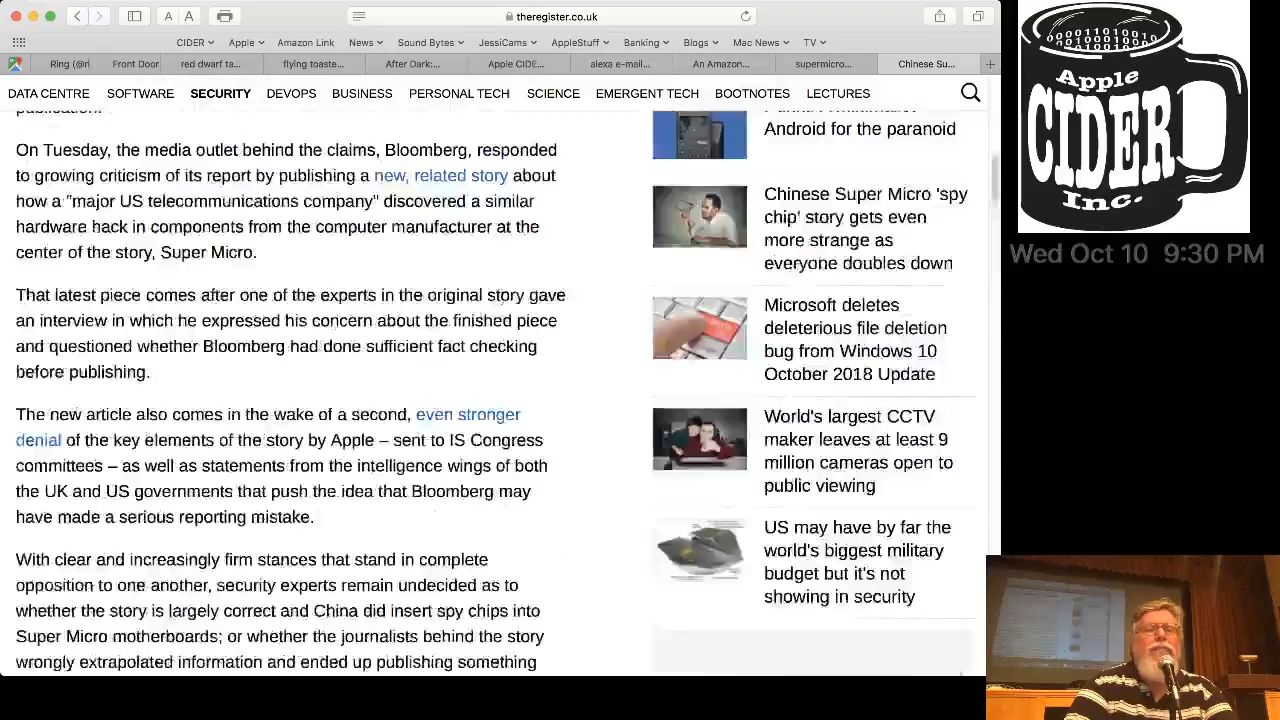 theregister.co.uk
A A
CIDER Apple Amazon Link News Sound Bytes JessiCams AppleStuff Banking Blogs Mac News TV
Ring (@ri Front Door red dwarf ta... flying toaste... After Dark:... Apple CIDE... alexa e-mail... An Amazon... supermicro... Chinese Su...
DATA CENTRE SOFTWARE SECURITY DEVOPS BUSINESS PERSONAL TECH SCIENCE EMERGENT TECH BOOTNOTES LECTURES
publication.
On Tuesday, the media outlet behind the claims, Bloomberg, responded
to growing criticism of its report by publishing a new, related story about
how a "major US telecommunications company" discovered a similar
hardware hack in components from the computer manufacturer at the
center of the story, Super Micro.
That latest piece comes after one of the experts in the original story gave
an interview in which he expressed his concern about the finished piece
and questioned whether Bloomberg had done sufficient fact checking
before publishing.
The new article also comes in the wake of a second, even stronger
denial of the key elements of the story by Apple – sent to IS Congress
committees – as well as statements from the intelligence wings of both
the UK and US governments that push the idea that Bloomberg may
have made a serious reporting mistake.
With clear and increasingly firm stances that stand in complete
opposition to one another, security experts remain undecided as to
whether the story is largely correct and China did insert spy chips into
Super Micro motherboards; or whether the journalists behind the story
wrongly extrapolated information and ended up publishing something
Android for the paranoid
Chinese Super Micro 'spy
chip' story gets even
more strange as
everyone doubles down
Microsoft deletes
deleterious file deletion
bug from Windows 10
October 2018 Update
World's largest CCTV
maker leaves at least 9
million cameras open to
public viewing
US may have by far the
world's biggest military
budget but it's not
showing in security
000011010010
Apple
CIDER
Inc.
Wed Oct 10 9:30 PM